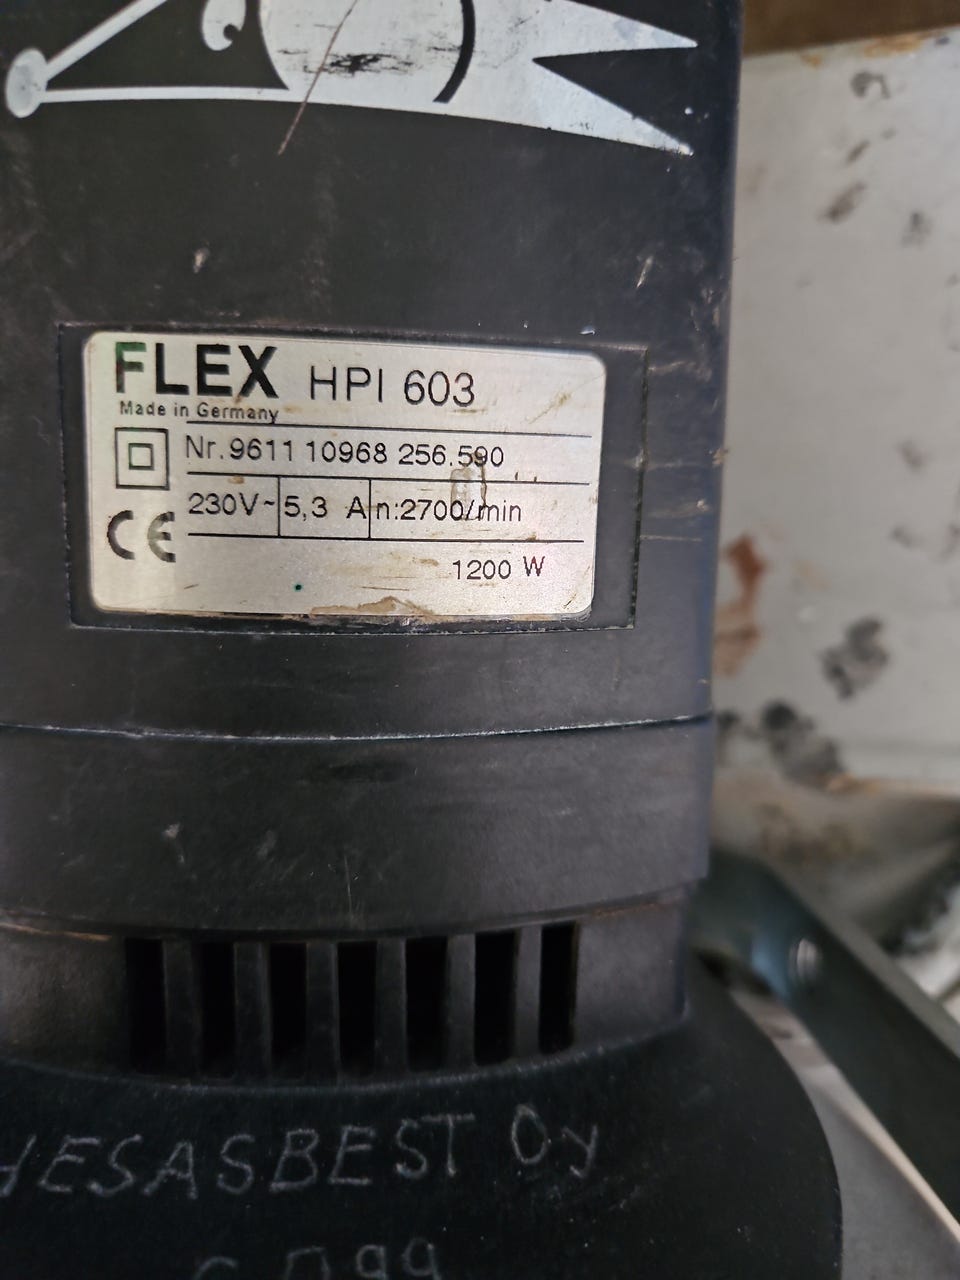 FLEX HPI 603
Made in Germany
Nr.9611 10968 256.590
230V~ 5,3 A n:2700/min
CE
1200 W
HESASBEST Oy